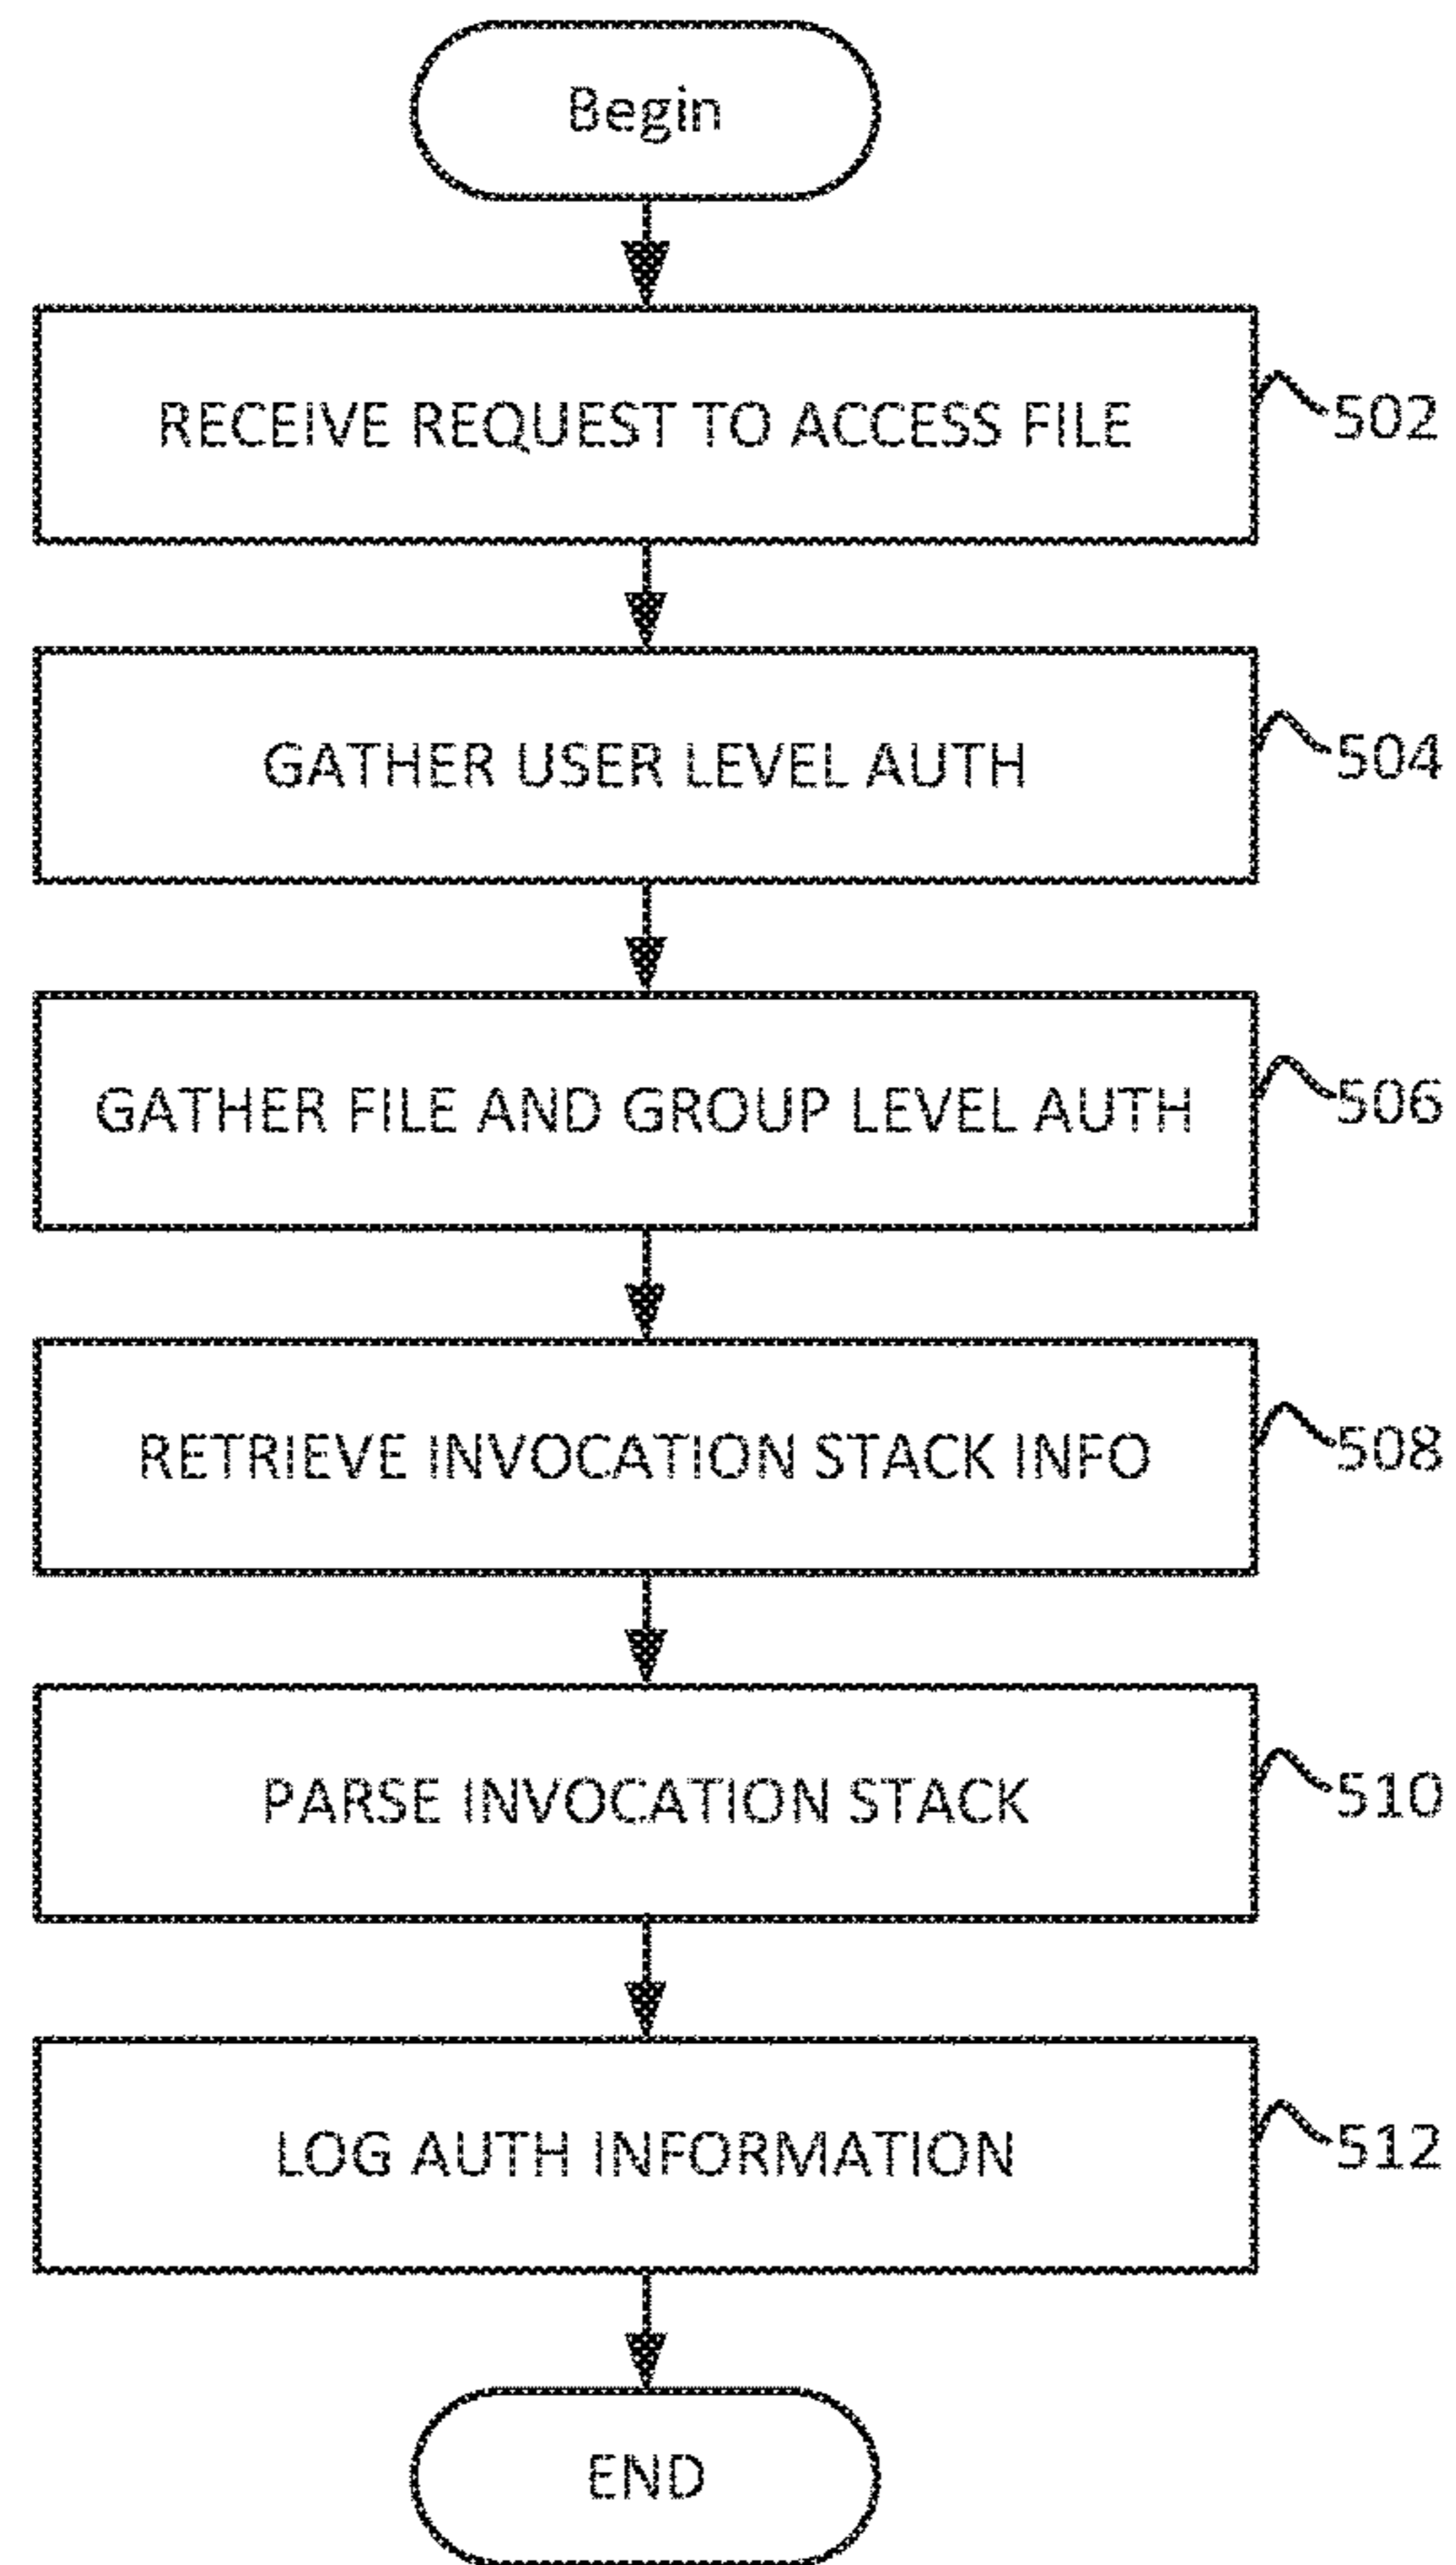 Begin
RECEIVE REQUEST TO ACCESS FILE
502
GATHER USER LEVEL AUTH
504
GATHER FILE AND GROUP LEVEL AUTH
506
RETRIEVE INVOCATION STACK INFO
508
PARSE INVOCATION STACK
510
LOG AUTH INFORMATION
512
END